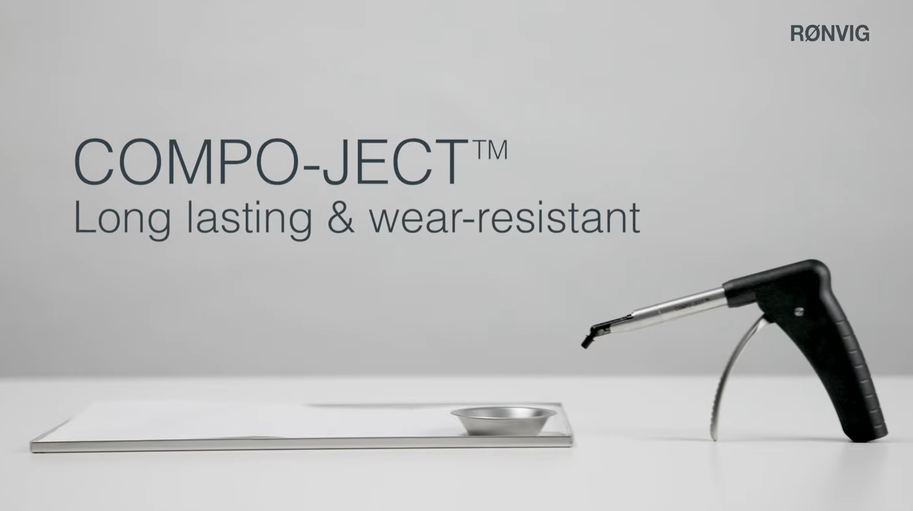 RØNVIG
COMPO-JECT™
Long lasting & wear-resistant